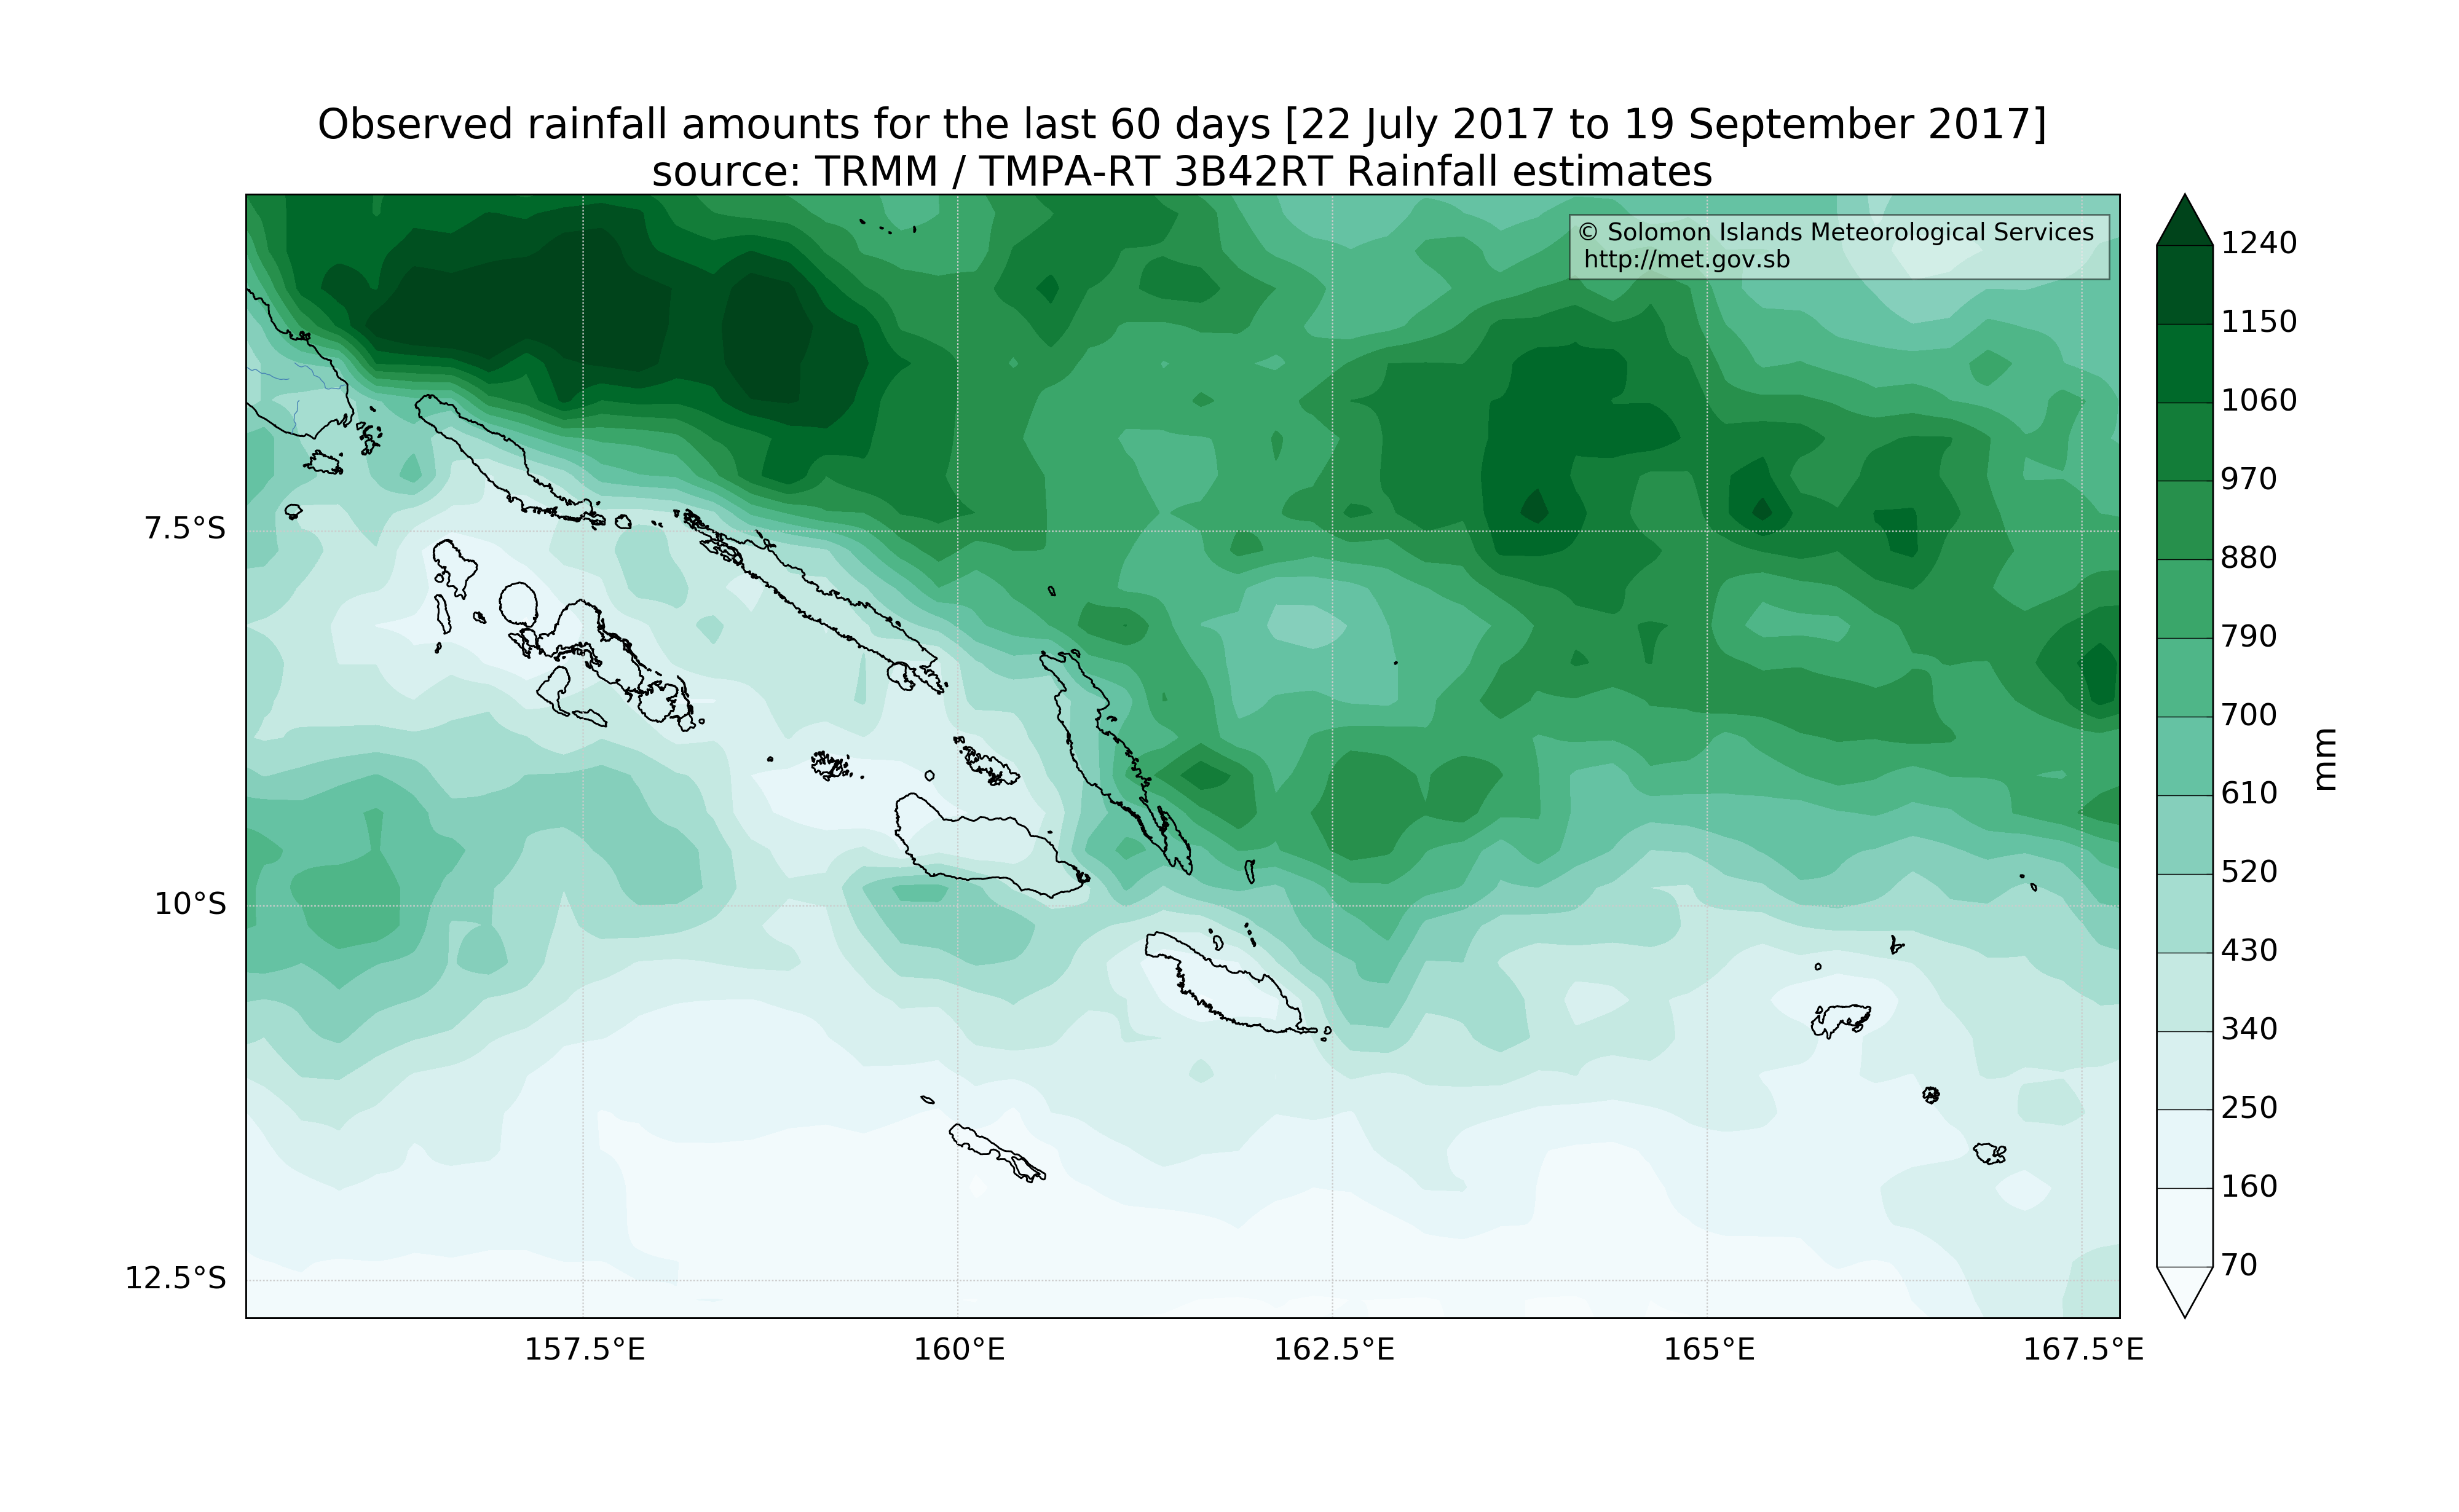 Observed rainfall amounts for the last 60 days [22 July 2017 to 19 September 2017]
source: TRMM / TMPA-RT 3B42RT Rainfall estimates
© Solomon Islands Meteorological Services
http://met.gov.sb
7.5°S
10°S
12.5°S
157.5°E
160°E
162.5°E
165°E
167.5°E
1240
1150
1060
970
880
790
700
610
520
430
340
250
160
70
mm